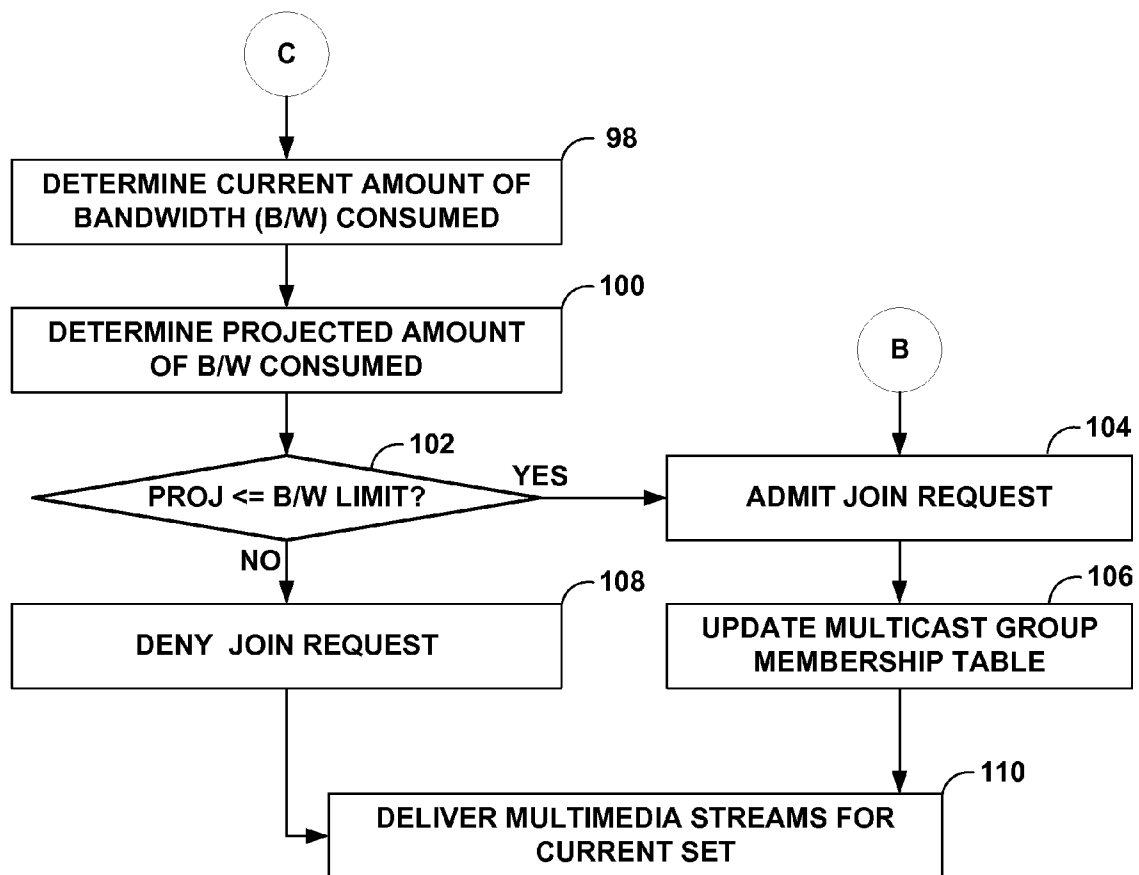 C
98
DETERMINE CURRENT AMOUNT OF
BANDWIDTH (B/W) CONSUMED
100
DETERMINE PROJECTED AMOUNT
OF B/W CONSUMED
B
102
PROJ <= B/W LIMIT?
YES
NO
104
ADMIT JOIN REQUEST
108
DENY JOIN REQUEST
106
UPDATE MULTICAST GROUP
MEMBERSHIP TABLE
110
DELIVER MULTIMEDIA STREAMS FOR
CURRENT SET